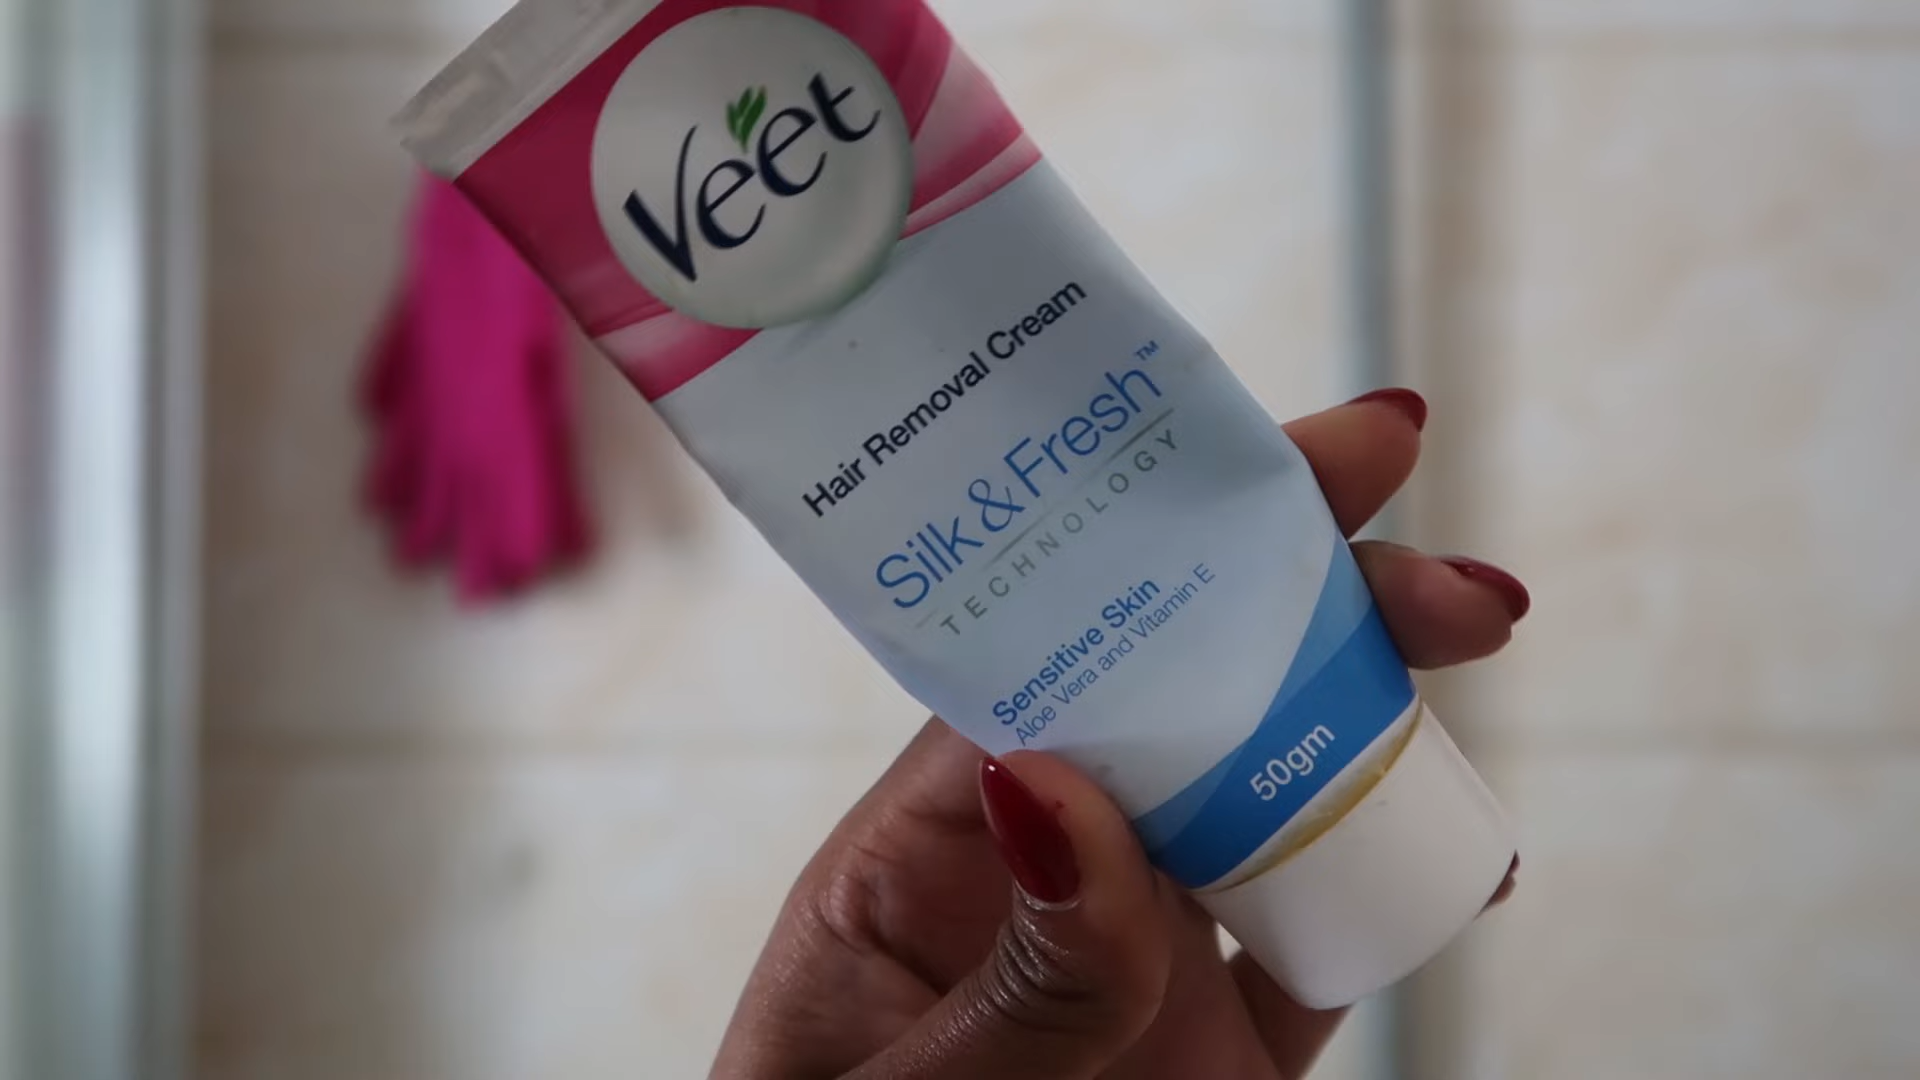 Veet
Hair Removal Cream
Silk & Fresh™
TECHNOLOGY
Sensitive Skin
Aloe Vera and Vitamin E
50gm